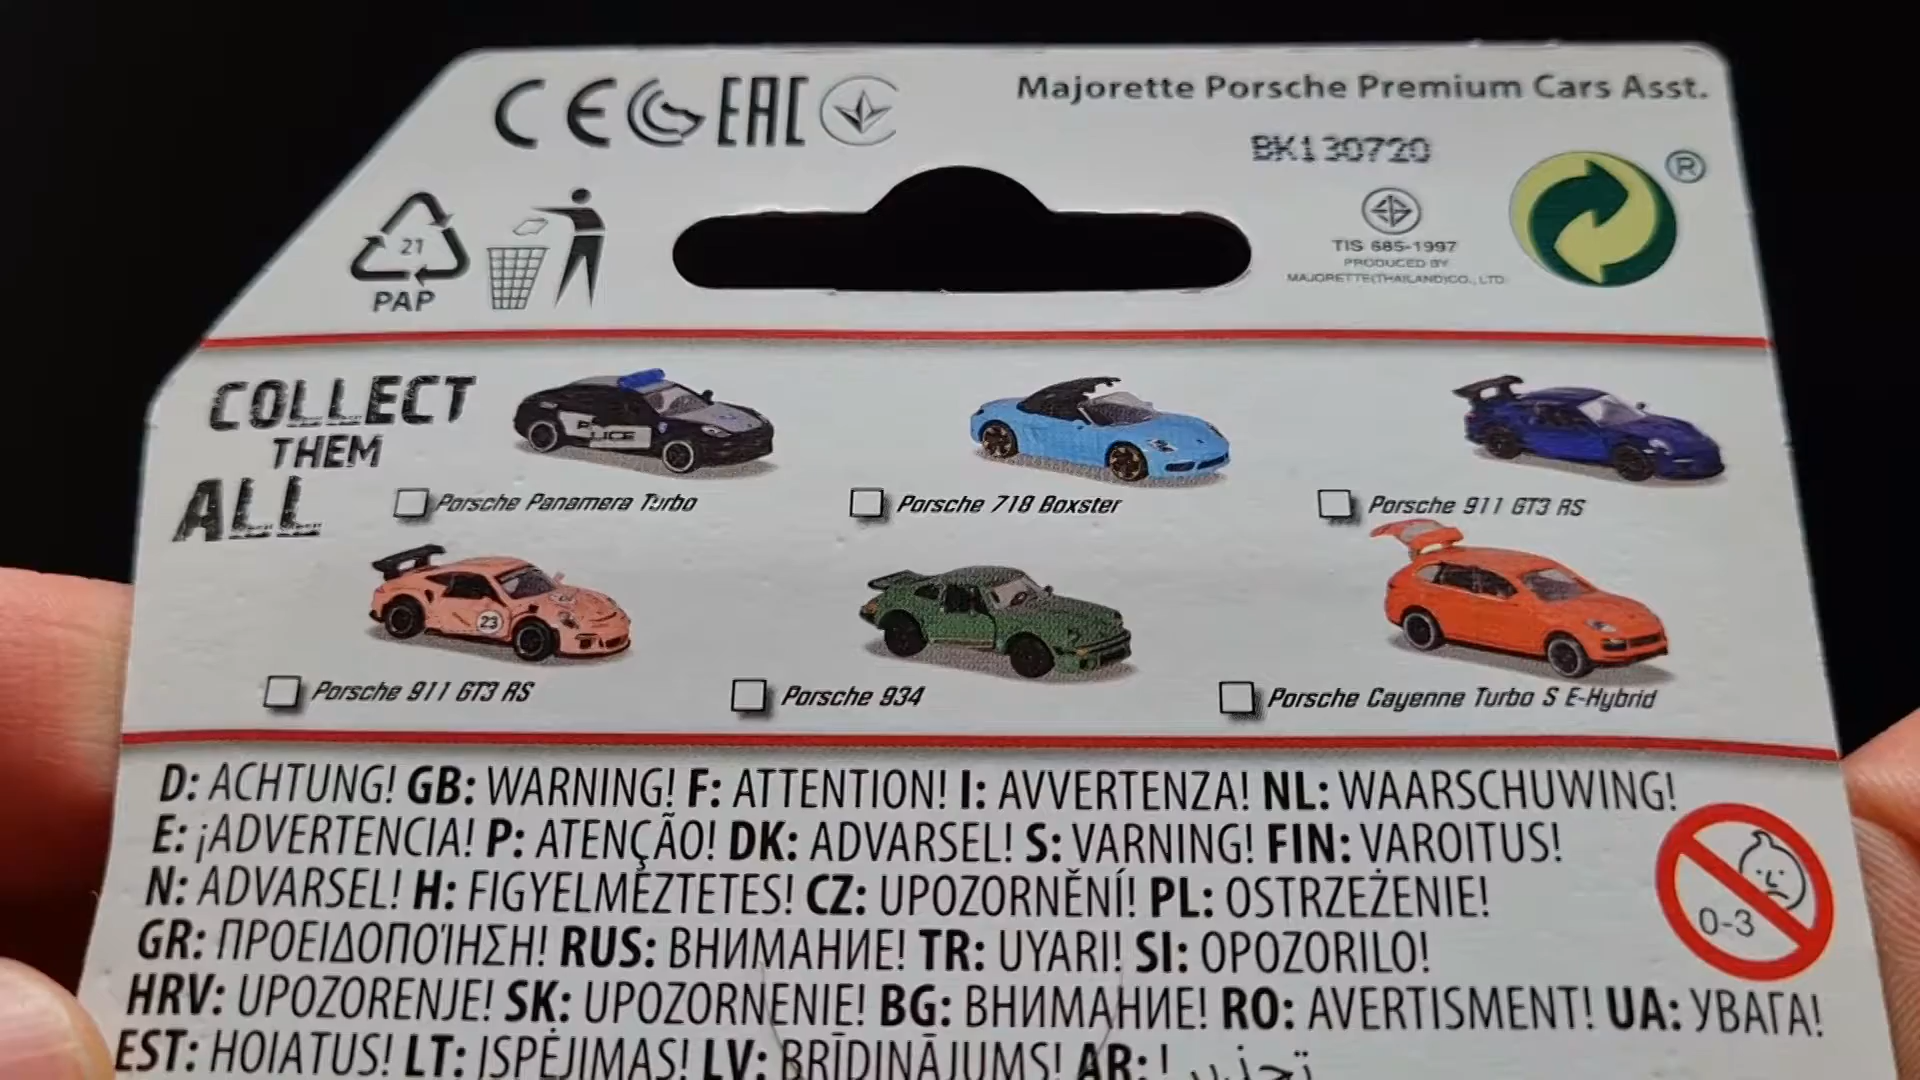 CE EAC
Majorette Porsche Premium Cars Asst.
BK130720
®
21
PAP
TIS 685-1997
PRODUCED BY
MAJORETTE(THAILAND)CO., LTD.
COLLECT
THEM
ALL
POLICE
Porsche Panamera Turbo
Porsche 718 Boxster
Porsche 911 GT3 RS
23
Porsche 911 GT3 RS
Porsche 934
Porsche Cayenne Turbo S E-Hybrid
D: ACHTUNG! GB: WARNING! F: ATTENTION! I: AVVERTENZA! NL: WAARSCHUWING!
E: ¡ADVERTENCIA! P: ATENÇÃO! DK: ADVARSEL! S: VARNING! FIN: VAROITUS!
N: ADVARSEL! H: FIGYELMEZTETES! CZ: UPOZORNĚNÍ! PL: OSTRZEŻENIE!
0-3
GR: ΠΡΟΕΙΔΟΠΟΊΗΣΗ! RUS: ВНИМАНИЕ! TR: UYARI! SI: OPOZORILO!
HRV: UPOZORENJE! SK: UPOZORNENIE! BG: ВНИМАНИЕ! RO: AVERTISMENT! UA: УВАГА!
EST: HOIATUS! LT: ĮSPĖJIMAS! LV: BRĪDINĀJUMS! AR: ! تحذير